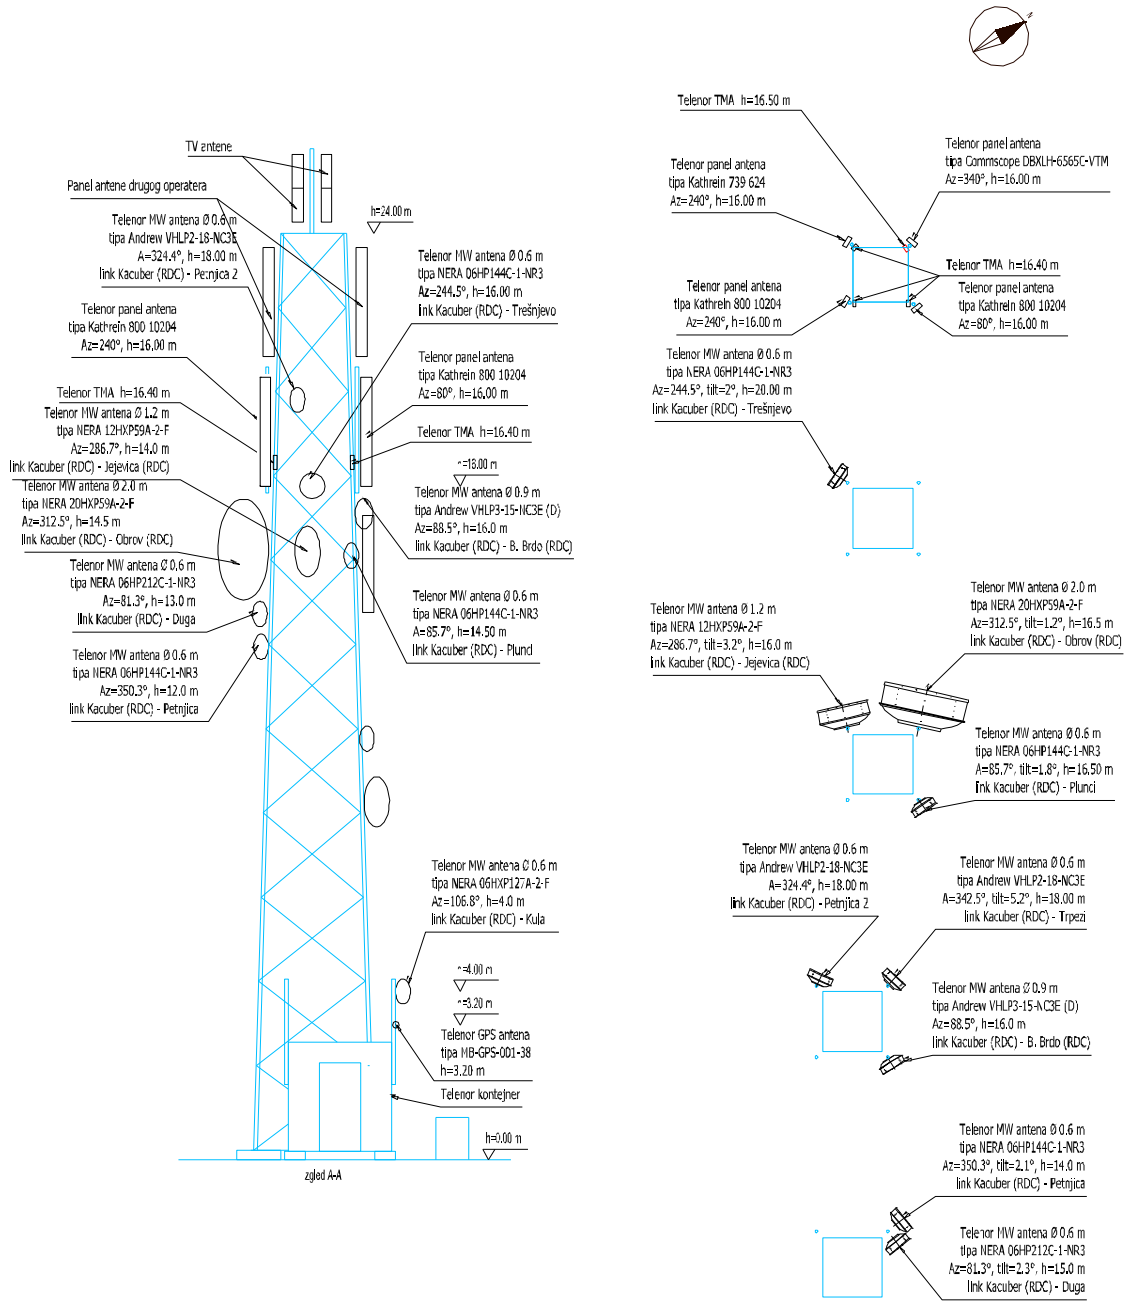 N
Telenor TMA h=16.50 m
TV antene
Panel antene drugog operatera
h=24.00 m
Telenor MW antena Ø 0.6 m
tipa Andrew VHLP2-18-NC3E
A=324.4°, h=18.00 m
link Kacuber (RDC) - Petnjica 2
Telenor panel antena
tipa Kathrein 800 10204
Az=240°, h=16.00 m
Telenor TMA h=16.40 m
Telenor MW antena Ø 1.2 m
tipa NERA 12HXP59A-2-F
Az=286.7°, h=14.0 m
link Kacuber (RDC) - Jejevica (RDC)
Telenor MW antena Ø 2.0 m
tipa NERA 20HXP59A-2-F
Az=312.5°, h=14.5 m
link Kacuber (RDC) - Obrov (RDC)
Telenor MW antena Ø 0.6 m
tipa NERA 06HP212C-1-NR3
Az=81.3°, h=13.0 m
link Kacuber (RDC) - Duga
Telenor MW antena Ø 0.6 m
tipa NERA 06HP144C-1-NR3
Az=350.3°, h=12.0 m
link Kacuber (RDC) - Petnjica
Telenor MW antena Ø 0.6 m
tipa NERA 06HP144C-1-NR3
Az=244.5°, h=16.00 m
link Kacuber (RDC) - Trešnjevo
Telenor panel antena
tipa Kathrein 800 10204
Az=80°, h=16.00 m
Telenor TMA h=16.40 m
h=18.00 m
Telenor MW antena Ø 0.9 m
tipa Andrew VHLP3-15-NC3E (D)
Az=88.5°, h=16.0 m
link Kacuber (RDC) - B. Brdo (RDC)
Telenor MW antena Ø 0.6 m
tipa NERA 06HP144C-1-NR3
A=85.7°, h=14.50 m
link Kacuber (RDC) - Plunci
Telenor MW antena Ø 0.6 m
tipa NERA 06HXP127A-2-F
Az=106.8°, h=4.0 m
link Kacuber (RDC) - Kula
h=4.00 m
h=3.20 m
Telenor GPS antena
tipa MB-GPS-001-38
h=3.20 m
Telenor kontejner
h=0.00 m
zgled A-A
Telenor panel antena
tipa Kathrein 739 624
Az=240°, h=16.00 m
Telenor panel antena
tipa Commscope DBXLH-6565C-VTM
Az=340°, h=16.00 m
Telenor TMA h=16.40 m
Telenor panel antena
tipa Kathrein 800 10204
Az=240°, h=16.00 m
Telenor panel antena
tipa Kathrein 800 10204
Az=80°, h=16.00 m
Telenor MW antena Ø 0.6 m
tipa NERA 06HP144C-1-NR3
Az=244.5°, tilt=2°, h=20.00 m
link Kacuber (RDC) - Trešnjevo
Telenor MW antena Ø 1.2 m
tipa NERA 12HXP59A-2-F
Az=286.7°, tilt=3.2°, h=16.0 m
link Kacuber (RDC) - Jejevica (RDC)
Telenor MW antena Ø 2.0 m
tipa NERA 20HXP59A-2-F
Az=312.5°, tilt=1.2°, h=16.5 m
link Kacuber (RDC) - Obrov (RDC)
Telenor MW antena Ø 0.6 m
tipa NERA 06HP144C-1-NR3
A=85.7°, tilt=1.8°, h=16.50 m
link Kacuber (RDC) - Plunci
Telenor MW antena Ø 0.6 m
tipa Andrew VHLP2-18-NC3E
A=324.4°, h=18.00 m
link Kacuber (RDC) - Petnjica 2
Telenor MW antena Ø 0.6 m
tipa Andrew VHLP2-18-NC3E
A=342.5°, tilt=5.2°, h=18.00 m
link Kacuber (RDC) - Trpezi
Telenor MW antena Ø 0.9 m
tipa Andrew VHLP3-15-NC3E (D)
Az=88.5°, h=16.0 m
link Kacuber (RDC) - B. Brdo (RDC)
Telenor MW antena Ø 0.6 m
tipa NERA 06HP144C-1-NR3
Az=350.3°, tilt=2.1°, h=14.0 m
link Kacuber (RDC) - Petnjica
Telenor MW antena Ø 0.6 m
tipa NERA 06HP212C-1-NR3
Az=81.3°, tilt=2.3°, h=15.0 m
link Kacuber (RDC) - Duga